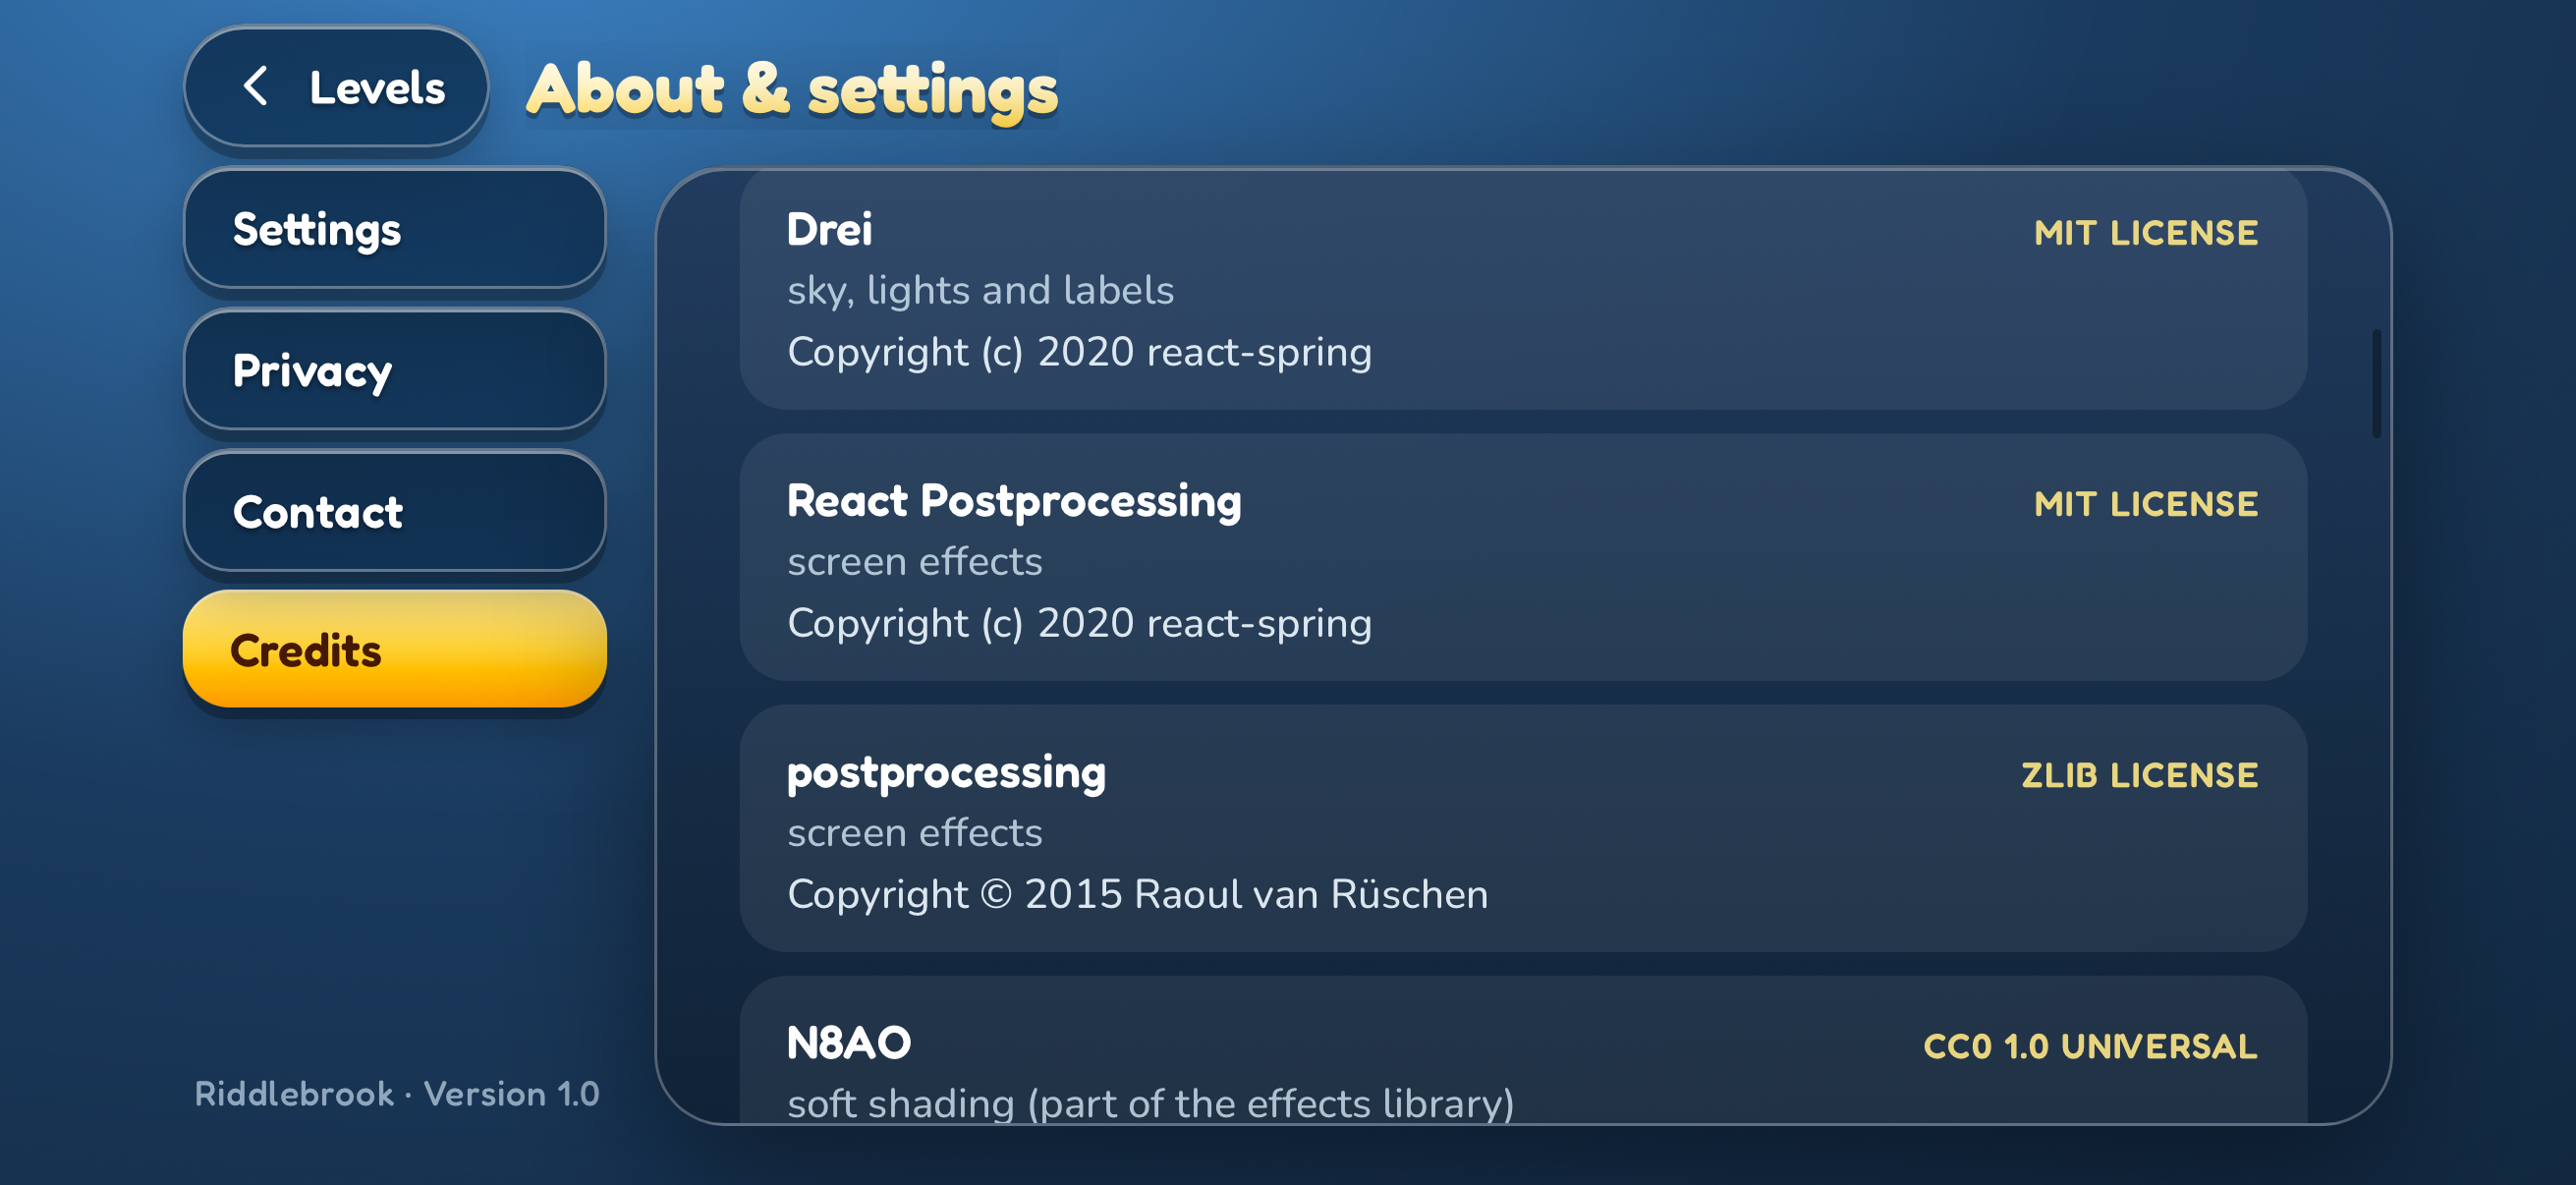 Levels
About & settings
Settings
Privacy
Contact
Credits
Riddlebrook · Version 1.0
Drei
MIT LICENSE
sky, lights and labels
Copyright (c) 2020 react-spring
React Postprocessing
MIT LICENSE
screen effects
Copyright (c) 2020 react-spring
postprocessing
ZLIB LICENSE
screen effects
Copyright © 2015 Raoul van Rüschen
N8AO
CC0 1.0 UNIVERSAL
soft shading (part of the effects library)